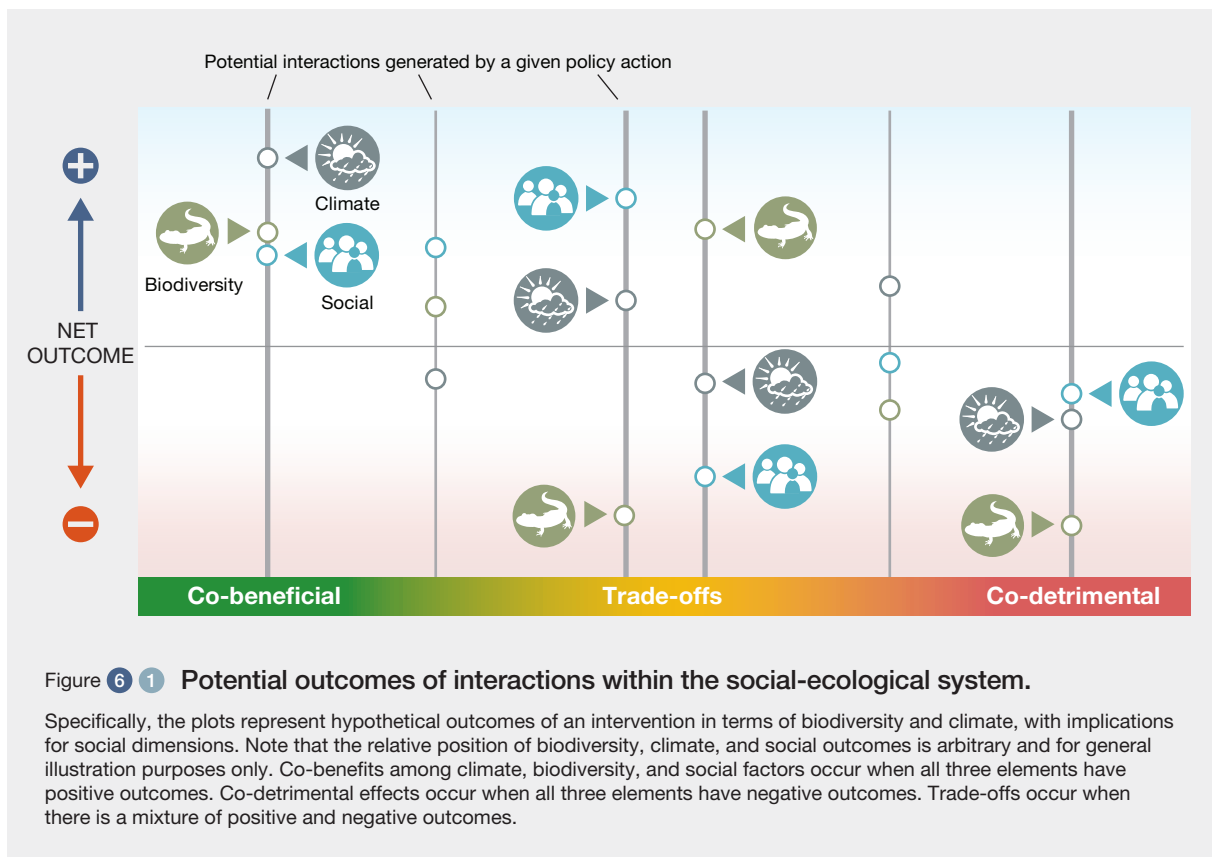 Potential interactions generated by a given policy action
Climate
Biodiversity
Social
NET
OUTCOME
Co-beneficial
Trade-offs
Co-detrimental
Figure 6 1 Potential outcomes of interactions within the social-ecological system.
Specifically, the plots represent hypothetical outcomes of an intervention in terms of biodiversity and climate, with implications
for social dimensions. Note that the relative position of biodiversity, climate, and social outcomes is arbitrary and for general
illustration purposes only. Co-benefits among climate, biodiversity, and social factors occur when all three elements have
positive outcomes. Co-detrimental effects occur when all three elements have negative outcomes. Trade-offs occur when
there is a mixture of positive and negative outcomes.